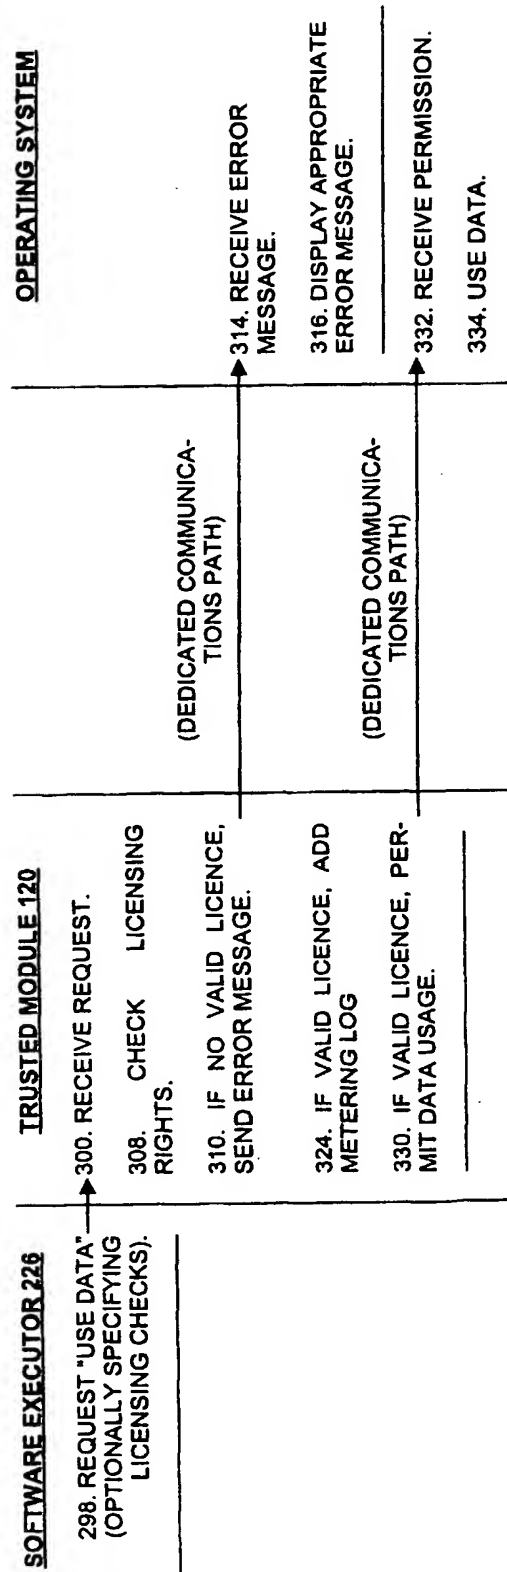 SOFTWARE EXECUTOR 226
298. REQUEST "USE DATA"
(OPTIONALLY SPECIFYING
LICENSING CHECKS).
TRUSTED MODULE 120
300. RECEIVE REQUEST.
308. CHECK LICENSING
RIGHTS.
310. IF NO VALID LICENCE,
SEND ERROR MESSAGE.
324. IF VALID LICENCE, ADD
METERING LOG
330. IF VALID LICENCE, PER-
MIT DATA USAGE.
(DEDICATED COMMUNICA-
TIONS PATH)
(DEDICATED COMMUNICA-
TIONS PATH)
OPERATING SYSTEM
314. RECEIVE ERROR
MESSAGE.
316. DISPLAY APPROPRIATE
ERROR MESSAGE.
332. RECEIVE PERMISSION.
334. USE DATA.